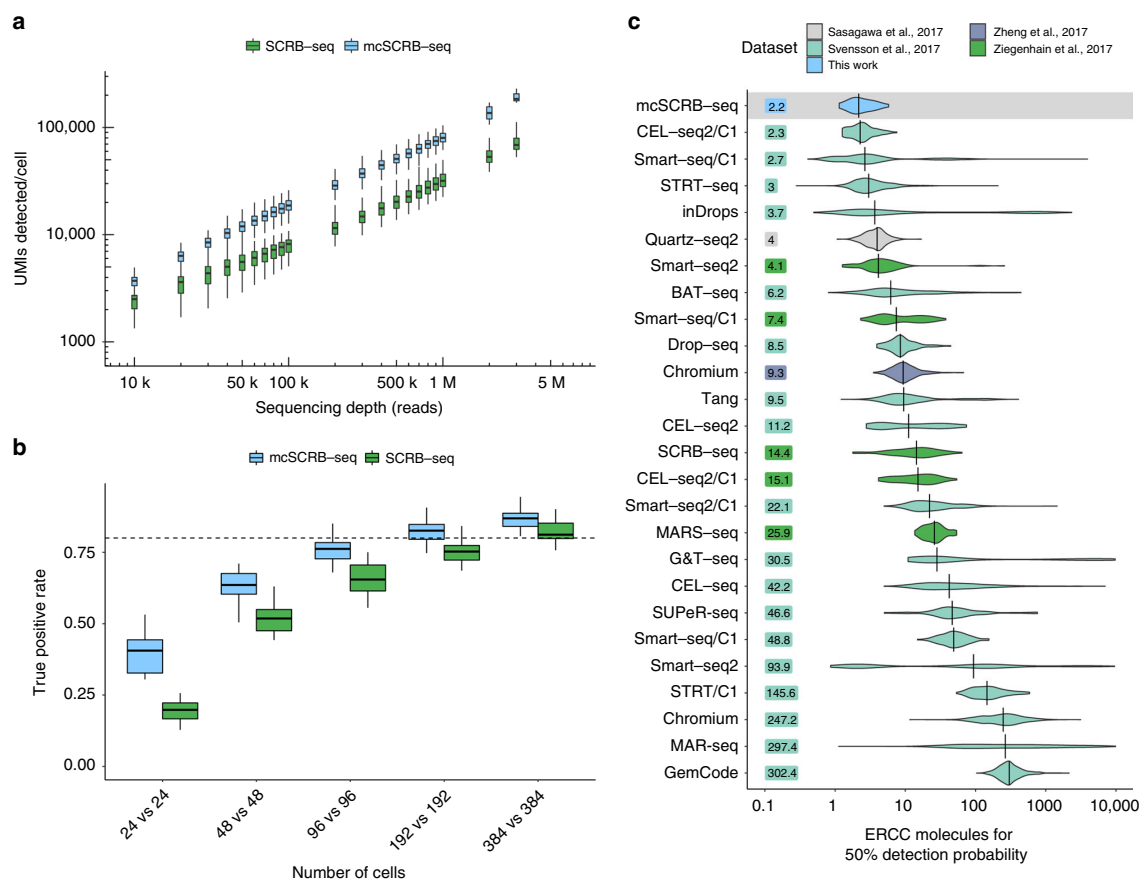 a
SCRB–seq mcSCRB–seq
UMIs detected/cell
100,000
10,000
1000
10 k 50 k 100 k 500 k 1 M 5 M
Sequencing depth (reads)
b
mcSCRB–seq SCRB–seq
True positive rate
0.75
0.50
0.25
0.00
24 vs 24
48 vs 48
96 vs 96
192 vs 192
384 vs 384
Number of cells
c
Dataset
Sasagawa et al., 2017
Svensson et al., 2017
This work
Zheng et al., 2017
Ziegenhain et al., 2017
mcSCRB–seq 2.2
CEL–seq2/C1 2.3
Smart–seq/C1 2.7
STRT–seq 3
inDrops 3.7
Quartz–seq2 4
Smart–seq2 4.1
BAT–seq 6.2
Smart–seq/C1 7.4
Drop–seq 8.5
Chromium 9.3
Tang 9.5
CEL–seq2 11.2
SCRB–seq 14.4
CEL–seq2/C1 15.1
Smart–seq2/C1 22.1
MARS–seq 25.9
G&T–seq 30.5
CEL–seq 42.2
SUPeR–seq 46.6
Smart–seq/C1 48.8
Smart–seq2 93.9
STRT/C1 145.6
Chromium 247.2
MAR-seq 297.4
GemCode 302.4
0.1 1 10 100 1000 10,000
ERCC molecules for
50% detection probability